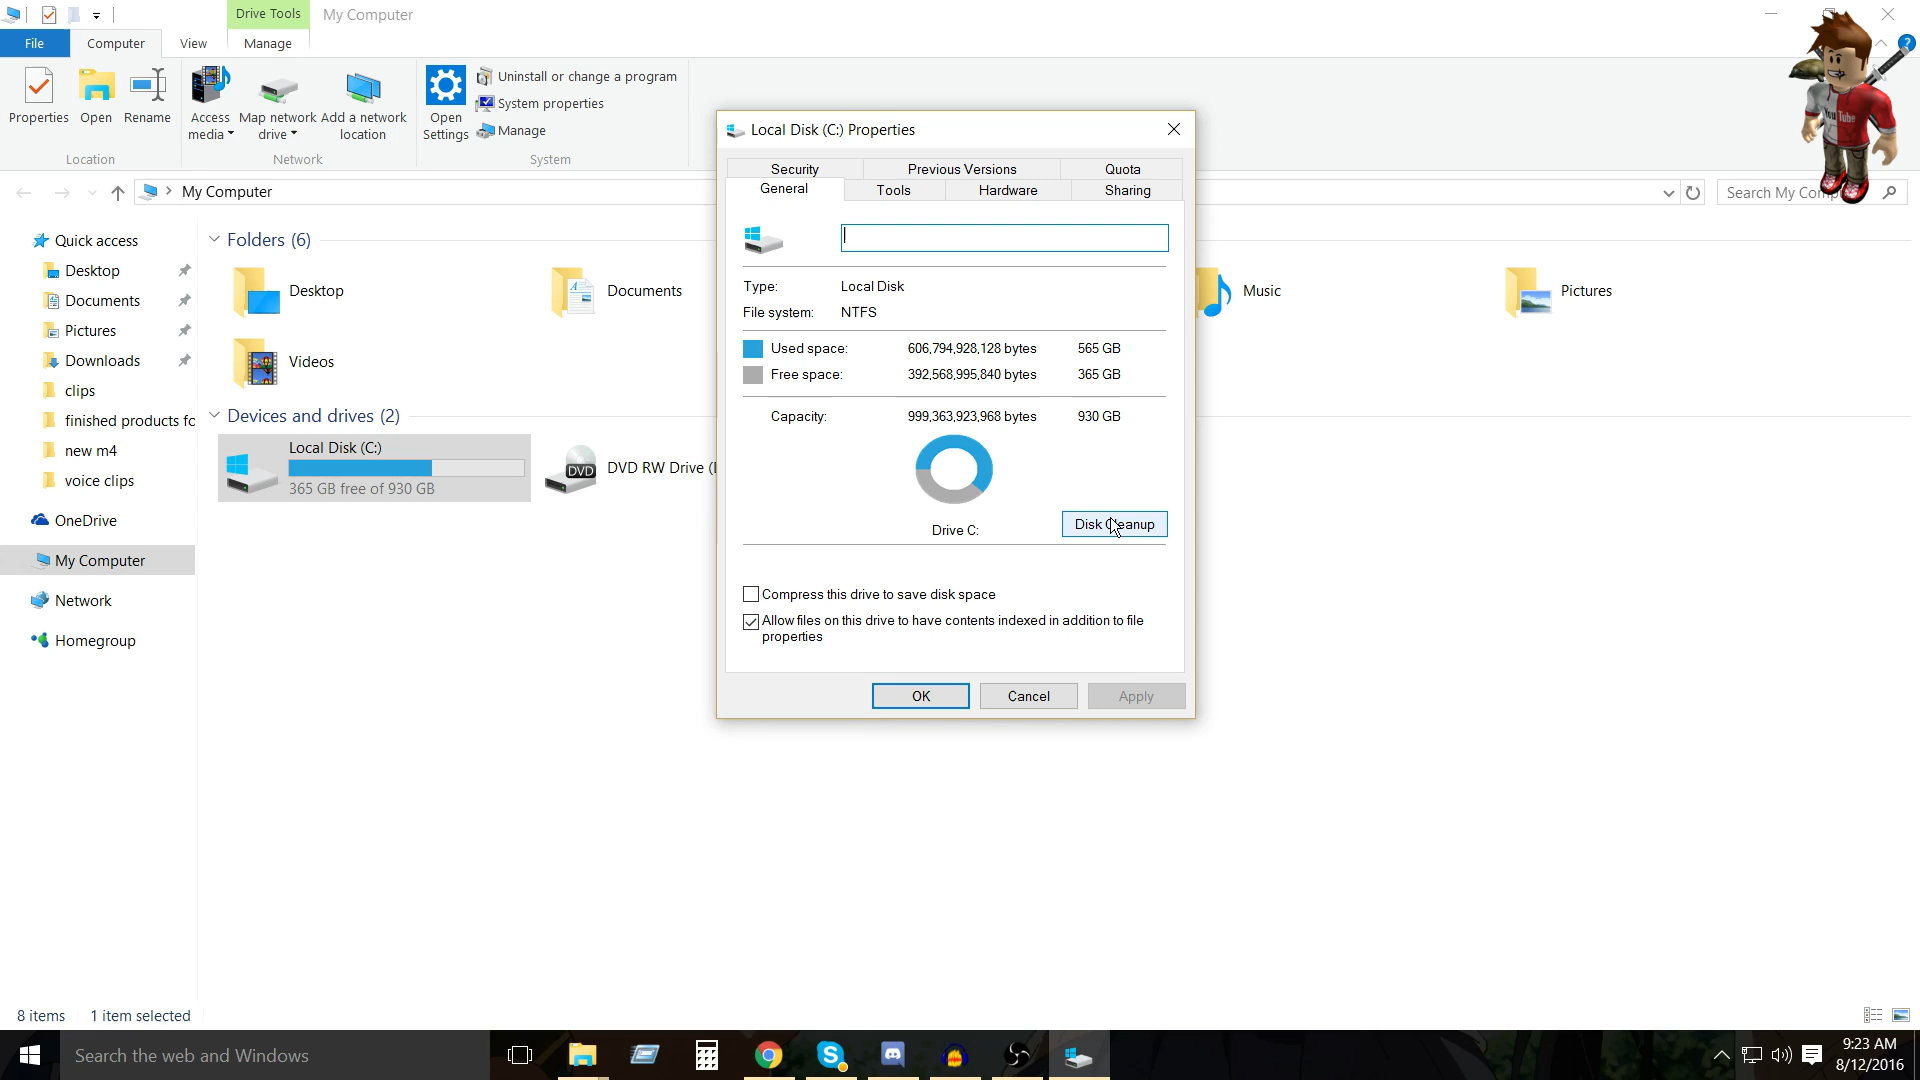 Drive Tools
My Computer
File
Computer
View
Manage
Properties
Open
Rename
Access
media
Map network
drive
Add a network
location
Open
Settings
Uninstall or change a program
System properties
Manage
Location
Network
System
My Computer
Quick access
Desktop
Documents
Pictures
Downloads
clips
finished products fo
new m4
voice clips
OneDrive
My Computer
Network
Homegroup
Folders (6)
Desktop
Documents
Music
Pictures
Videos
Devices and drives (2)
Local Disk (C:)
365 GB free of 930 GB
DVD
DVD RW Drive (
Local Disk (C:) Properties
Security
Previous Versions
Quota
General
Tools
Hardware
Sharing
Type: Local Disk
File system: NTFS
Used space: 606,794,928,128 bytes 565 GB
Free space: 392,568,995,840 bytes 365 GB
Capacity: 999,363,923,968 bytes 930 GB
Drive C:
Disk Cleanup
Compress this drive to save disk space
Allow files on this drive to have contents indexed in addition to file
properties
OK
Cancel
Apply
You Tube
8 items
1 item selected
Search the web and Windows
9:23 AM
8/12/2016